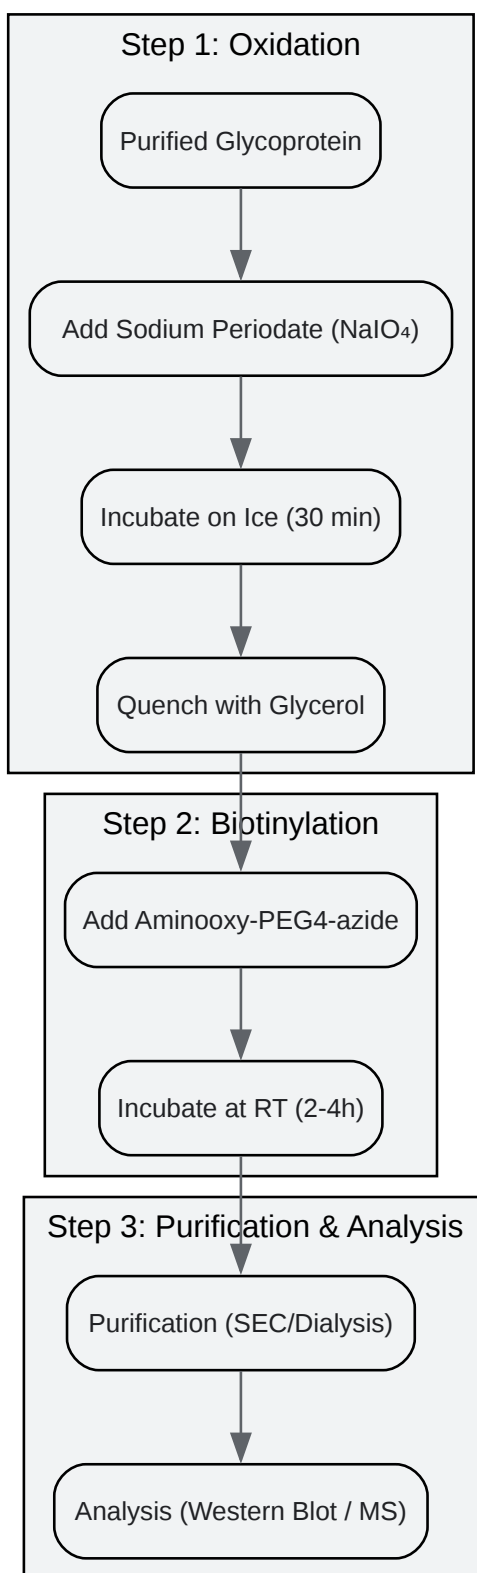 Step 1: Oxidation
Purified Glycoprotein
Add Sodium Periodate (NaIO₄)
Incubate on Ice (30 min)
Quench with Glycerol
Step 2: Biotinylation
Add Aminooxy-PEG4-azide
Incubate at RT (2-4h)
Step 3: Purification & Analysis
Purification (SEC/Dialysis)
Analysis (Western Blot / MS)